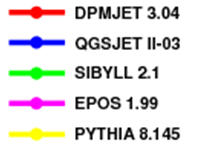 DPMJET 3.04
QGSJET II-03
SIBYLL 2.1
EPOS 1.99
PYTHIA 8.145